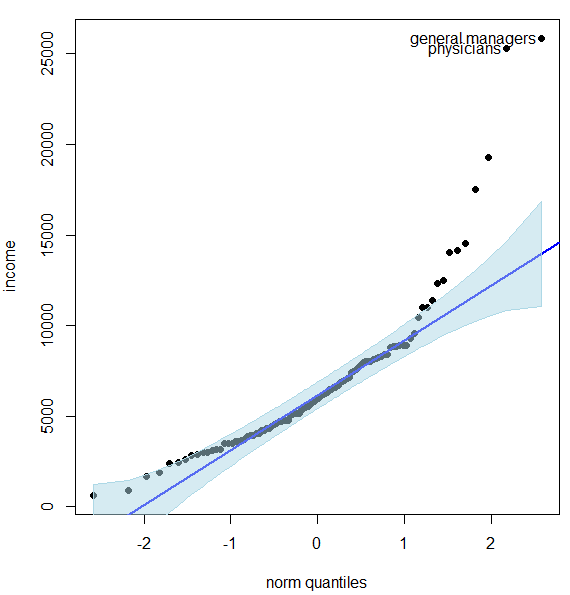 general.managers
physicians
25000
20000
15000
10000
5000
0
income
-2 -1 0 1 2
norm quantiles